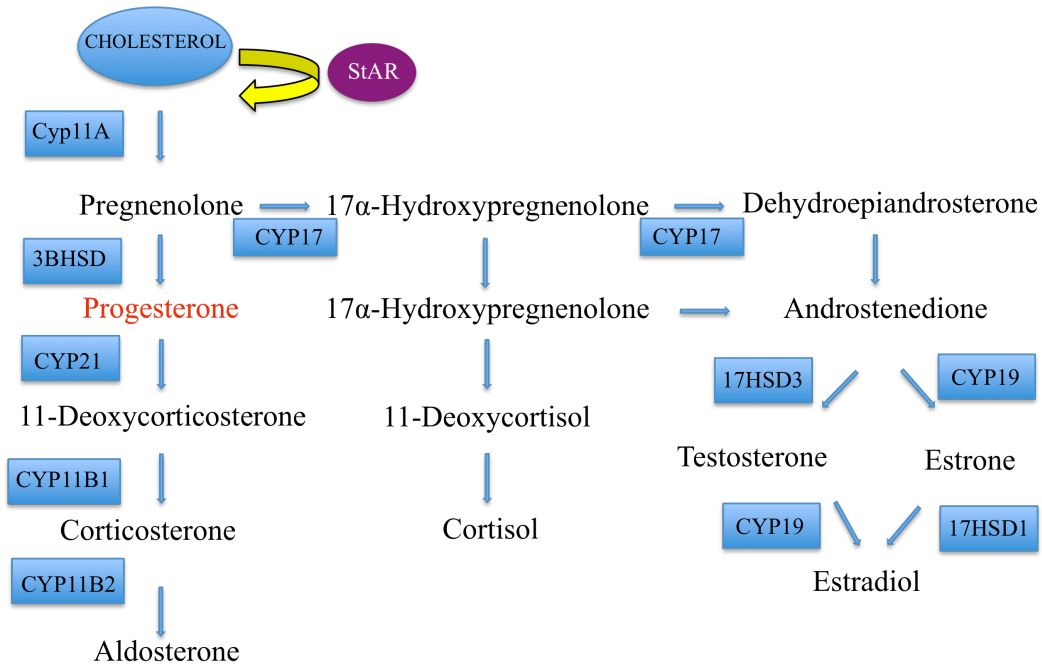 CHOLESTEROL
StAR
Cyp11A
Pregnenolone
17α-Hydroxypregnenolone
Dehydroepiandrosterone
CYP17
CYP17
3BHSD
Progesterone
17α-Hydroxypregnenolone
Androstenedione
CYP21
17HSD3
CYP19
11-Deoxycorticosterone
11-Deoxycortisol
Testosterone
Estrone
CYP11B1
Corticosterone
Cortisol
CYP19
17HSD1
CYP11B2
Estradiol
Aldosterone